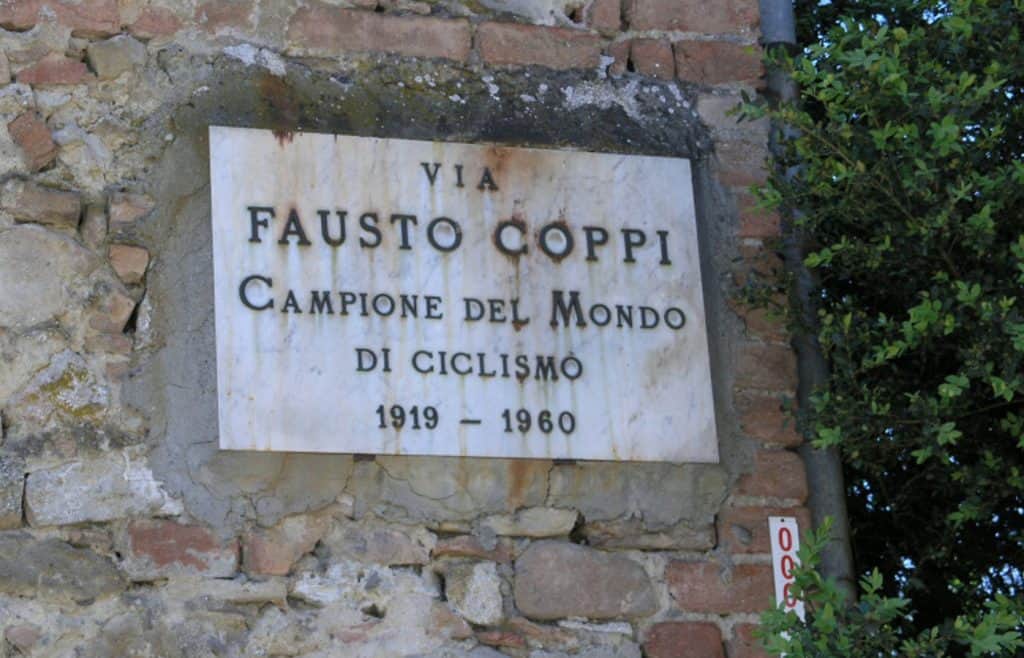 VIA
FAUSTO COPPI
CAMPIONE DEL MONDO
DI CICLISMO
1919 - 1960